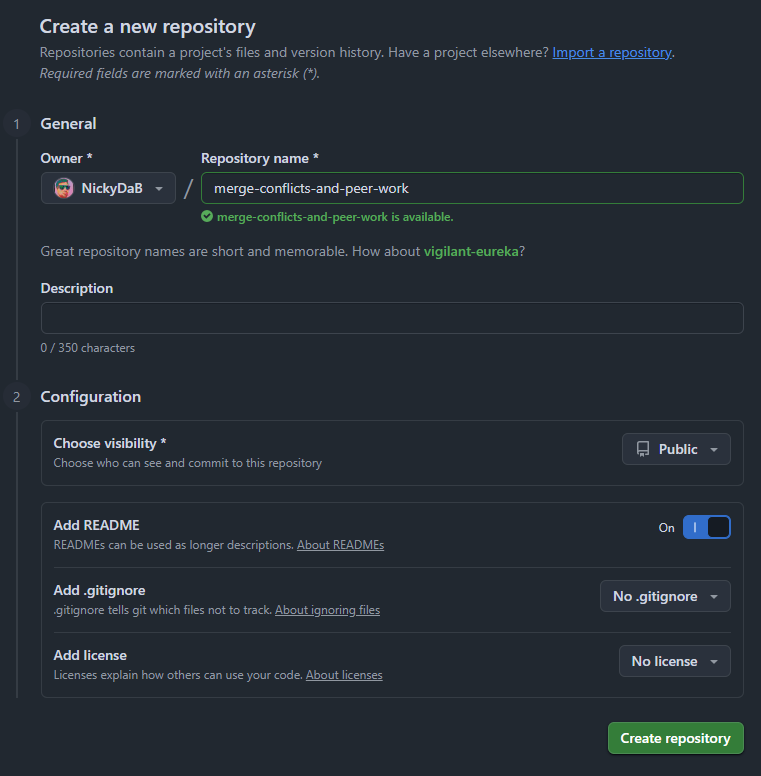 Create a new repository
Repositories contain a project's files and version history. Have a project elsewhere? Import a repository.
Required fields are marked with an asterisk (*).
1
General
Owner *
Repository name *
NickyDaB
/
merge-conflicts-and-peer-work
merge-conflicts-and-peer-work is available.
Great repository names are short and memorable. How about vigilant-eureka?
Description
0 / 350 characters
2
Configuration
Choose visibility *
Choose who can see and commit to this repository
Public
Add README
READMEs can be used as longer descriptions. About READMEs
On
Add .gitignore
.gitignore tells git which files not to track. About ignoring files
No .gitignore
Add license
Licenses explain how others can use your code. About licenses
No license
Create repository